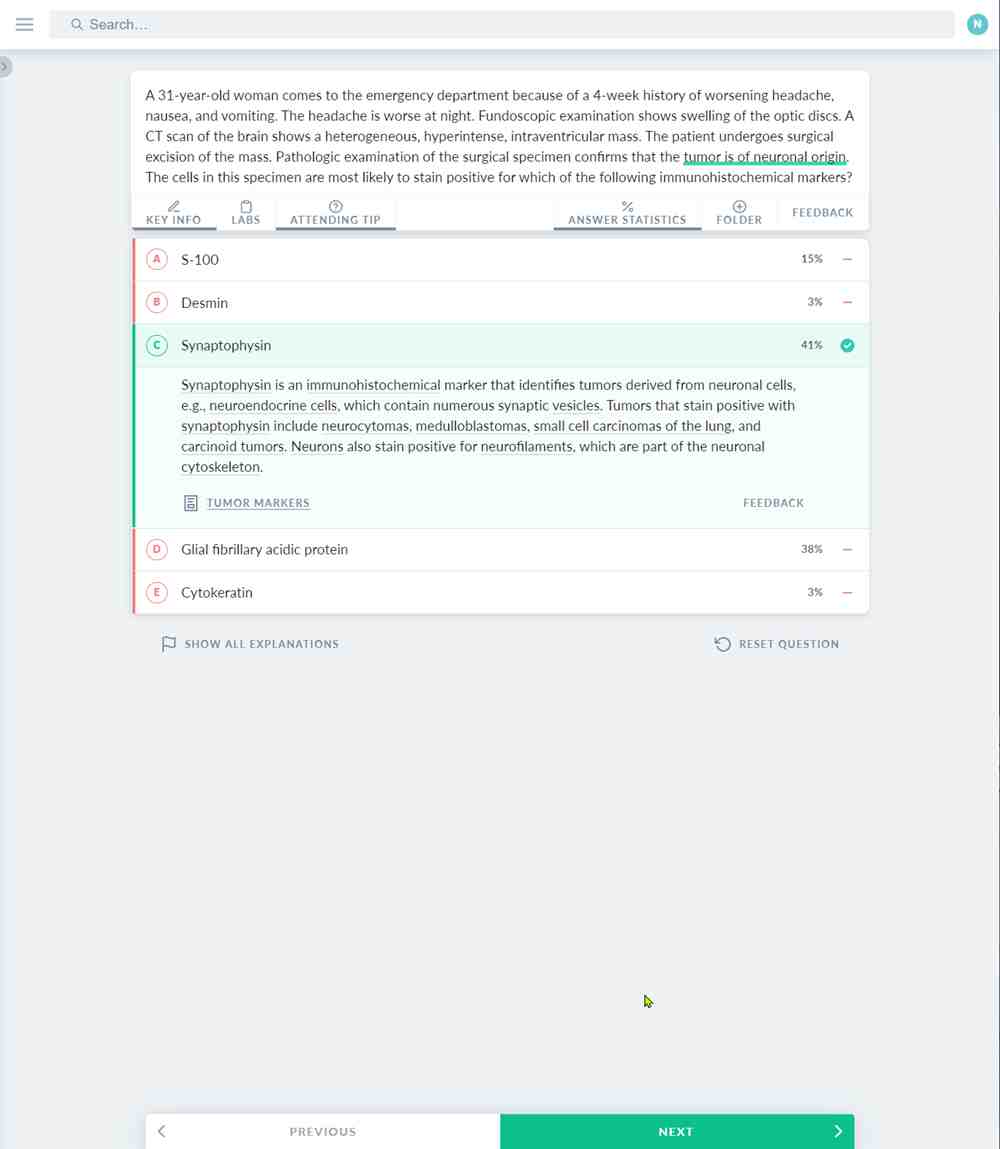 Search...
N
A 31-year-old woman comes to the emergency department because of a 4-week history of worsening headache,
nausea, and vomiting. The headache is worse at night. Fundoscopic examination shows swelling of the optic discs. A
CT scan of the brain shows a heterogeneous, hyperintense, intraventricular mass. The patient undergoes surgical
excision of the mass. Pathologic examination of the surgical specimen confirms that the tumor is of neuronal origin.
The cells in this specimen are most likely to stain positive for which of the following immunohistochemical markers?
KEY INFO LABS ATTENDING TIP ANSWER STATISTICS FOLDER FEEDBACK
A S-100 15%
B Desmin 3%
C Synaptophysin 41%
Synaptophysin is an immunohistochemical marker that identifies tumors derived from neuronal cells,
e.g., neuroendocrine cells, which contain numerous synaptic vesicles. Tumors that stain positive with
synaptophysin include neurocytomas, medulloblastomas, small cell carcinomas of the lung, and
carcinoid tumors. Neurons also stain positive for neurofilaments, which are part of the neuronal
cytoskeleton.
TUMOR MARKERS FEEDBACK
D Glial fibrillary acidic protein 38%
E Cytokeratin 3%
SHOW ALL EXPLANATIONS RESET QUESTION
PREVIOUS NEXT